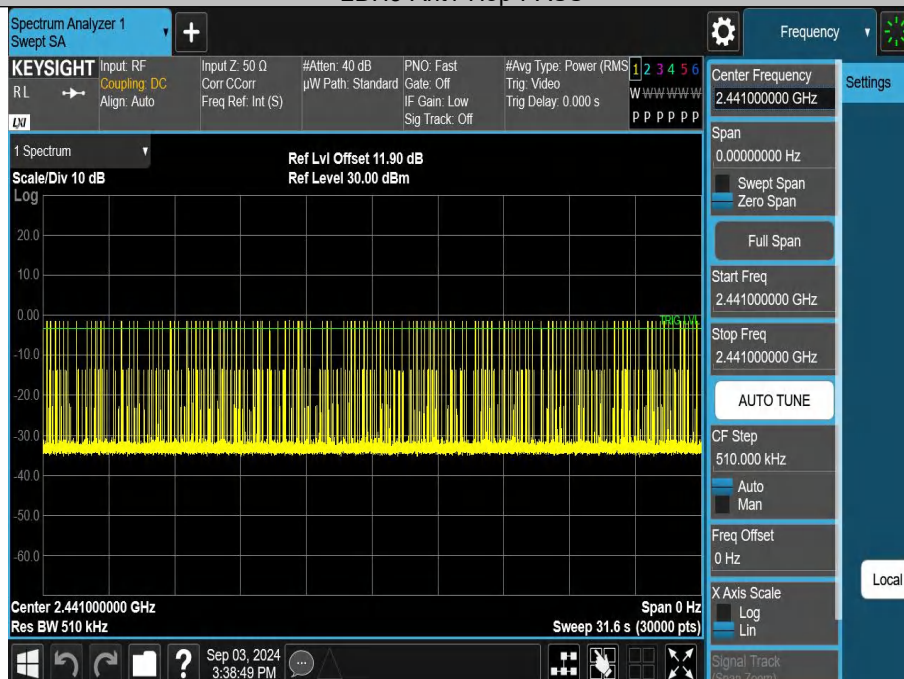 Spectrum Analyzer 1
Swept SA
Frequency
KEYSIGHT
RL
LXI
Input: RF
Coupling: DC
Align: Auto
Input Z: 50 Ω
Corr CCorr
Freq Ref: Int (S)
#Atten: 40 dB
µW Path: Standard
PNO: Fast
Gate: Off
IF Gain: Low
Sig Track: Off
#Avg Type: Power (RMS
Trig: Video
Trig Delay: 0.000 s
1 2 3 4 5 6
W W W W W W
P P P P P P
Center Frequency
2.441000000 GHz
Settings
Span
0.00000000 Hz
Swept Span
Zero Span
Full Span
Start Freq
2.441000000 GHz
Stop Freq
2.441000000 GHz
AUTO TUNE
CF Step
510.000 kHz
Auto
Man
Freq Offset
0 Hz
X Axis Scale
Log
Lin
Signal Track
(Span Zoom)
Local
1 Spectrum
Scale/Div 10 dB
Ref Lvl Offset 11.90 dB
Ref Level 30.00 dBm
Log
20.0
10.0
0.00
TRIG LVL
-10.0
-20.0
-30.0
-40.0
-50.0
-60.0
Center 2.441000000 GHz
Span 0 Hz
Res BW 510 kHz
Sweep 31.6 s (30000 pts)
?
Sep 03, 2024
3:38:49 PM